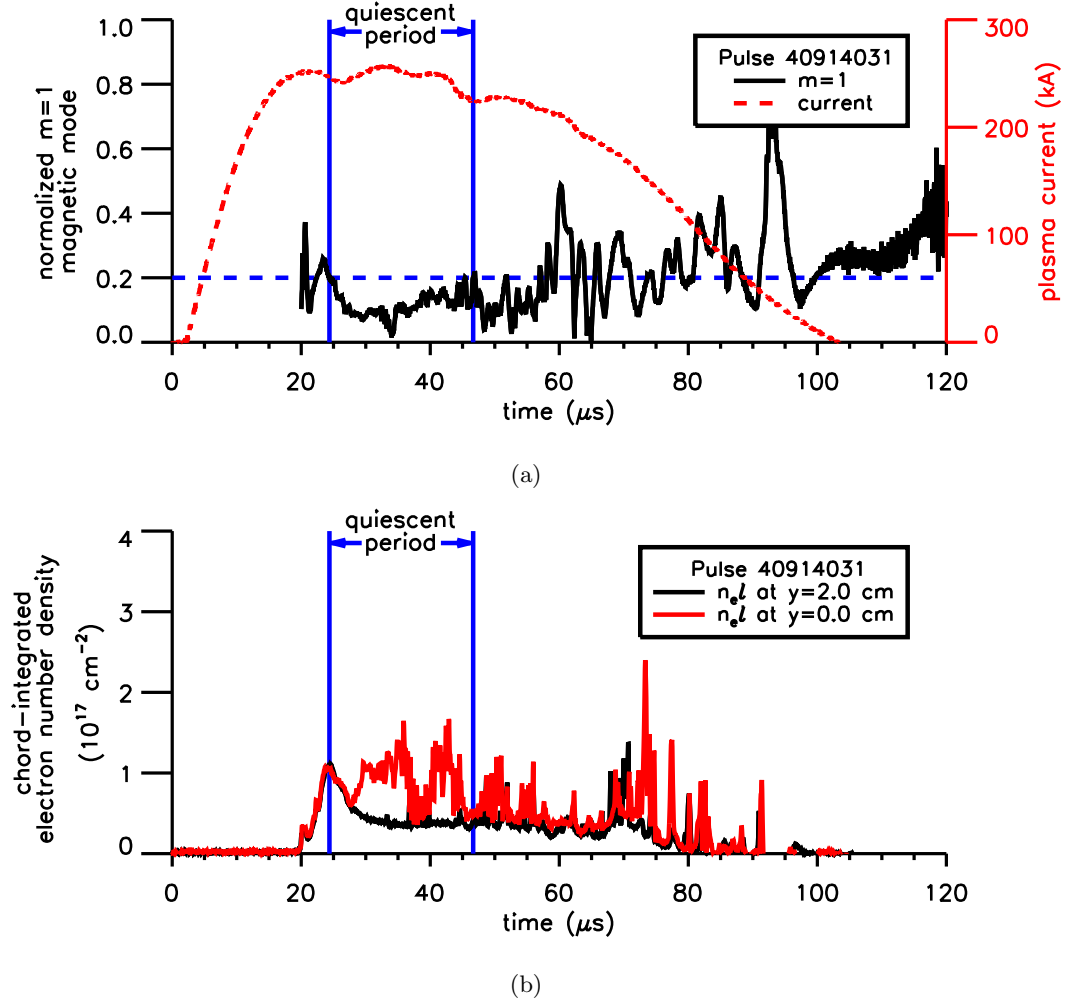 quiescent
period
1.0
0.8
0.6
0.4
0.2
0.0
normalized m=1
magnetic mode
Pulse 40914031
m=1
current
300
200
100
0
plasma current (kA)
0 20 40 60 80 100 120
time (μs)
(a)
quiescent
period
4
3
2
1
0
chord-integrated
electron number density
(10¹⁷ cm⁻²)
Pulse 40914031
nₑl at y=2.0 cm
nₑl at y=0.0 cm
0 20 40 60 80 100 120
time (μs)
(b)